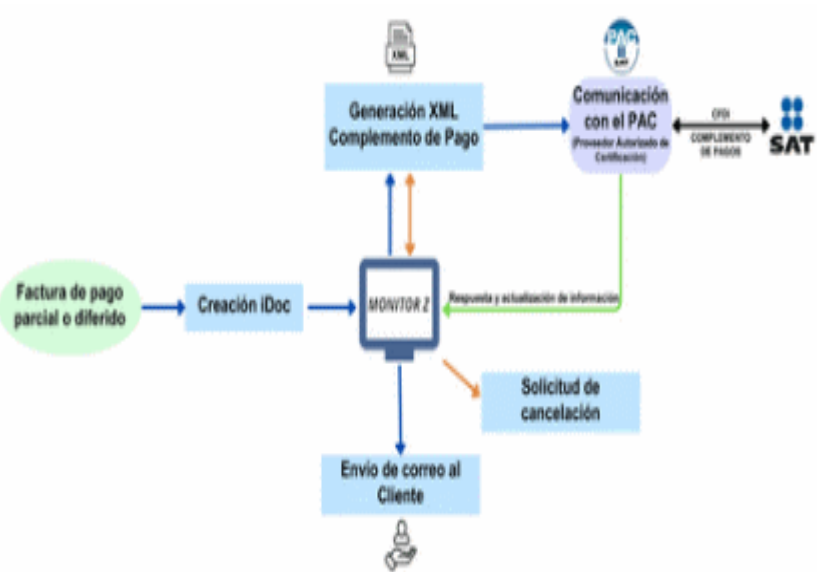 XML
PAC
SAT
Generación XML
Complemento de Pago
Comunicación
con el PAC
(Proveedor Autorizado de
Certificación)
CFDI
COMPLEMENTO
DE PAGOS
SAT
Factura de pago
parcial o diferido
Creación iDoc
MONITOR Z
Respuesta y actualización de información
Solicitud de
cancelación
Envío de correo al
Cliente